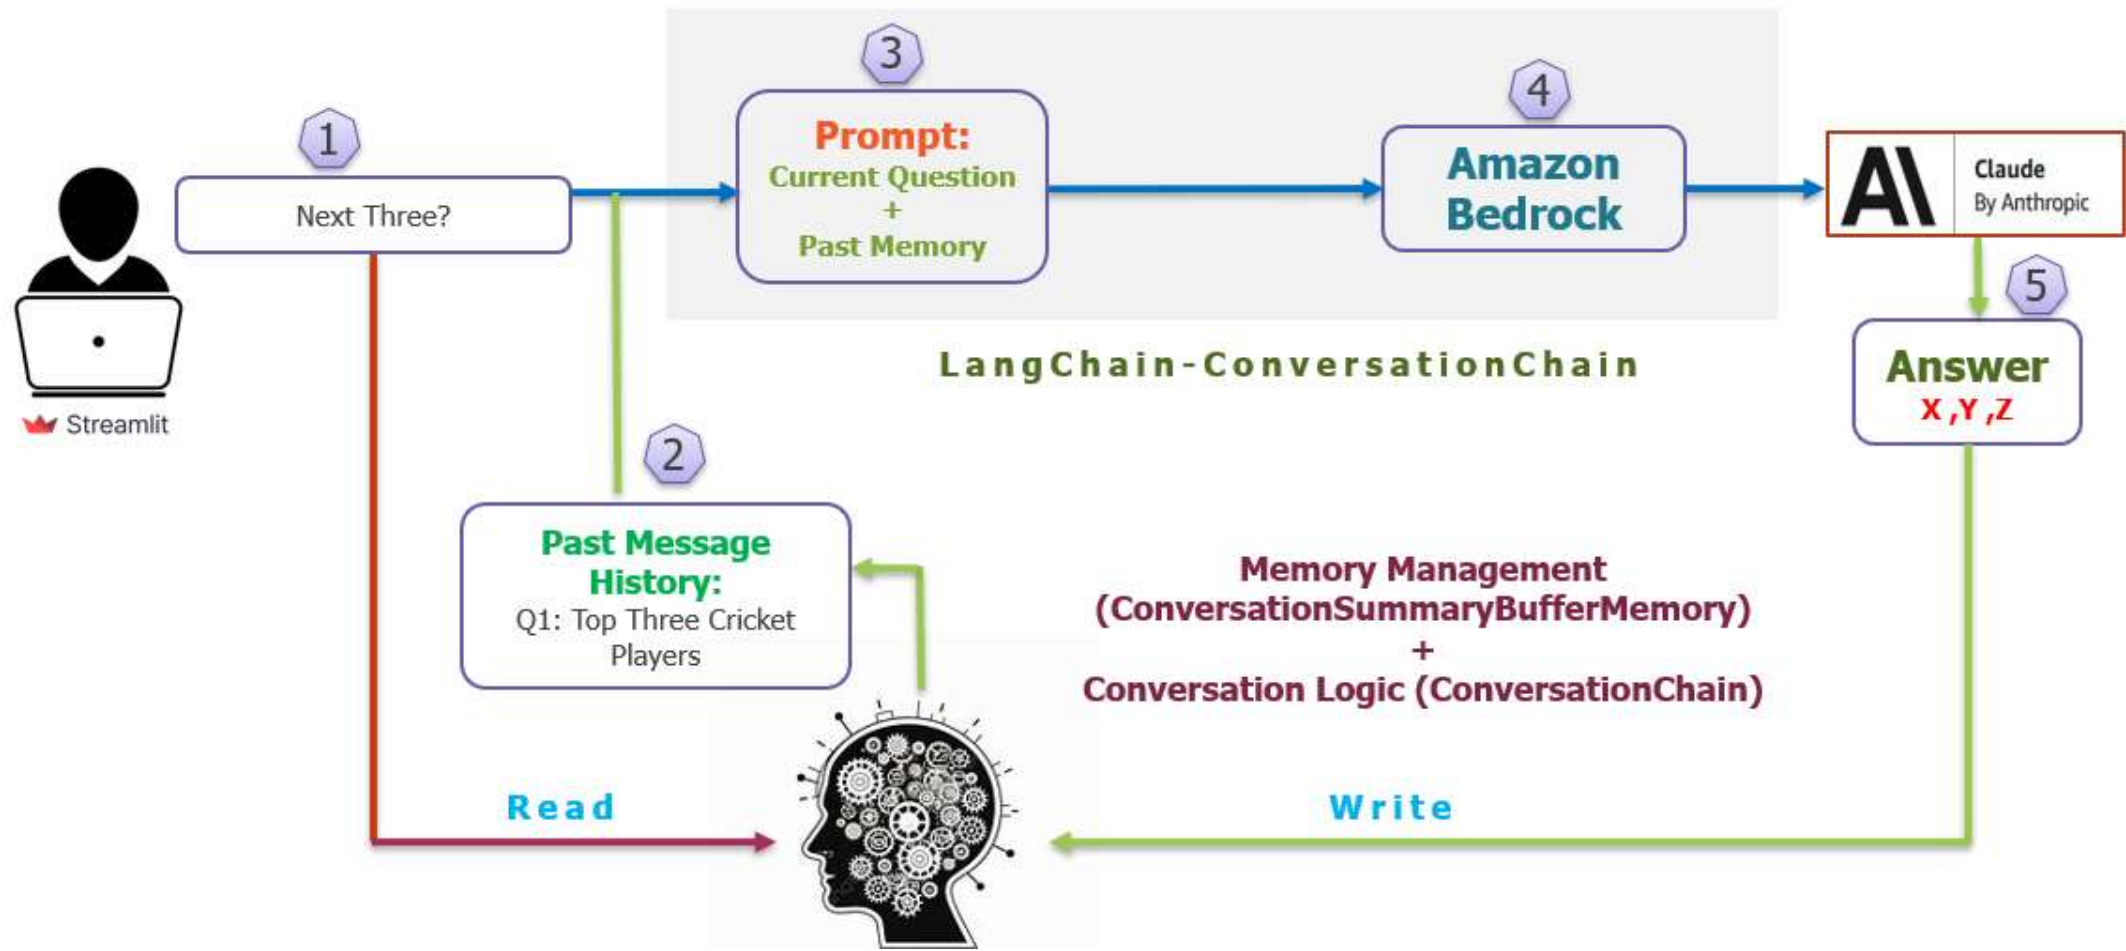 1
Next Three?
Streamlit
2
Past Message
History:
Q1: Top Three Cricket
Players
3
Prompt:
Current Question
+
Past Memory
4
Amazon
Bedrock
LangChain-ConversationChain
AI
Claude
By Anthropic
5
Answer
X ,Y ,Z
Memory Management
(ConversationSummaryBufferMemory)
+
Conversation Logic (ConversationChain)
Read
Write